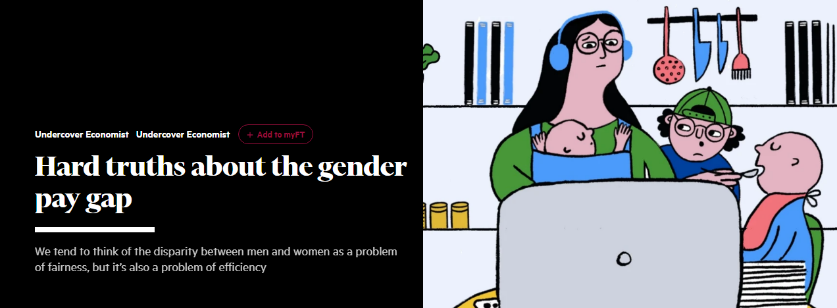 Undercover Economist Undercover Economist + Add to myFT
Hard truths about the gender
pay gap
We tend to think of the disparity between men and women as a problem
of fairness, but it's also a problem of efficiency